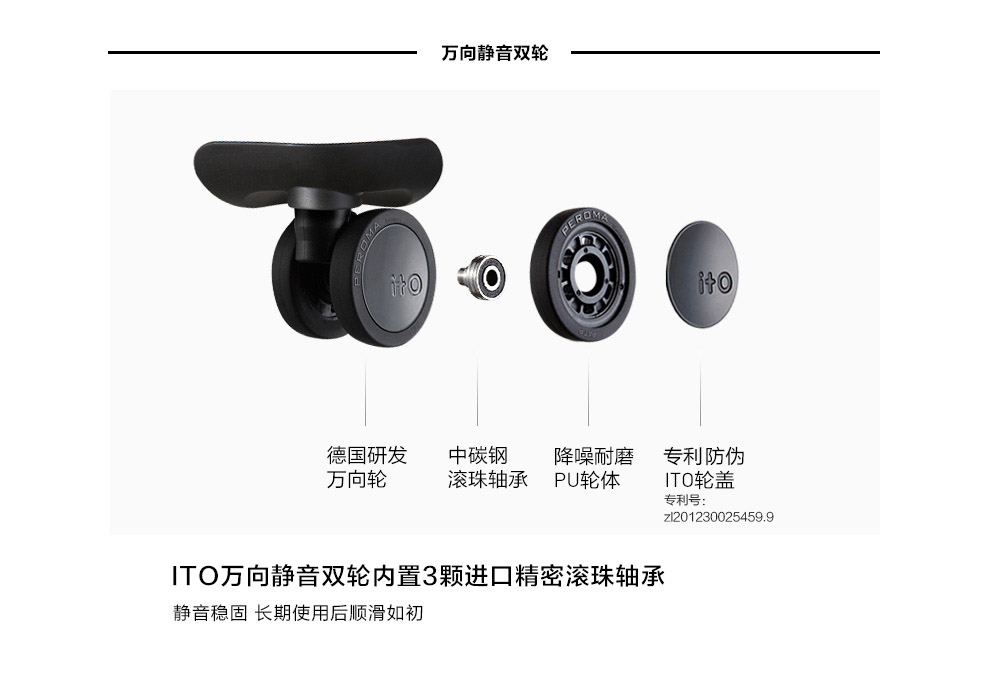 万向静音双轮
PEROMA
itO
PEROMA
itO
德国研发
万向轮
中碳钢
滚珠轴承
降噪耐磨
PU轮体
专利防伪
ITO轮盖
专利号：
zl201230025459.9
ITO万向静音双轮内置3颗进口精密滚珠轴承
静音稳固 长期使用后顺滑如初